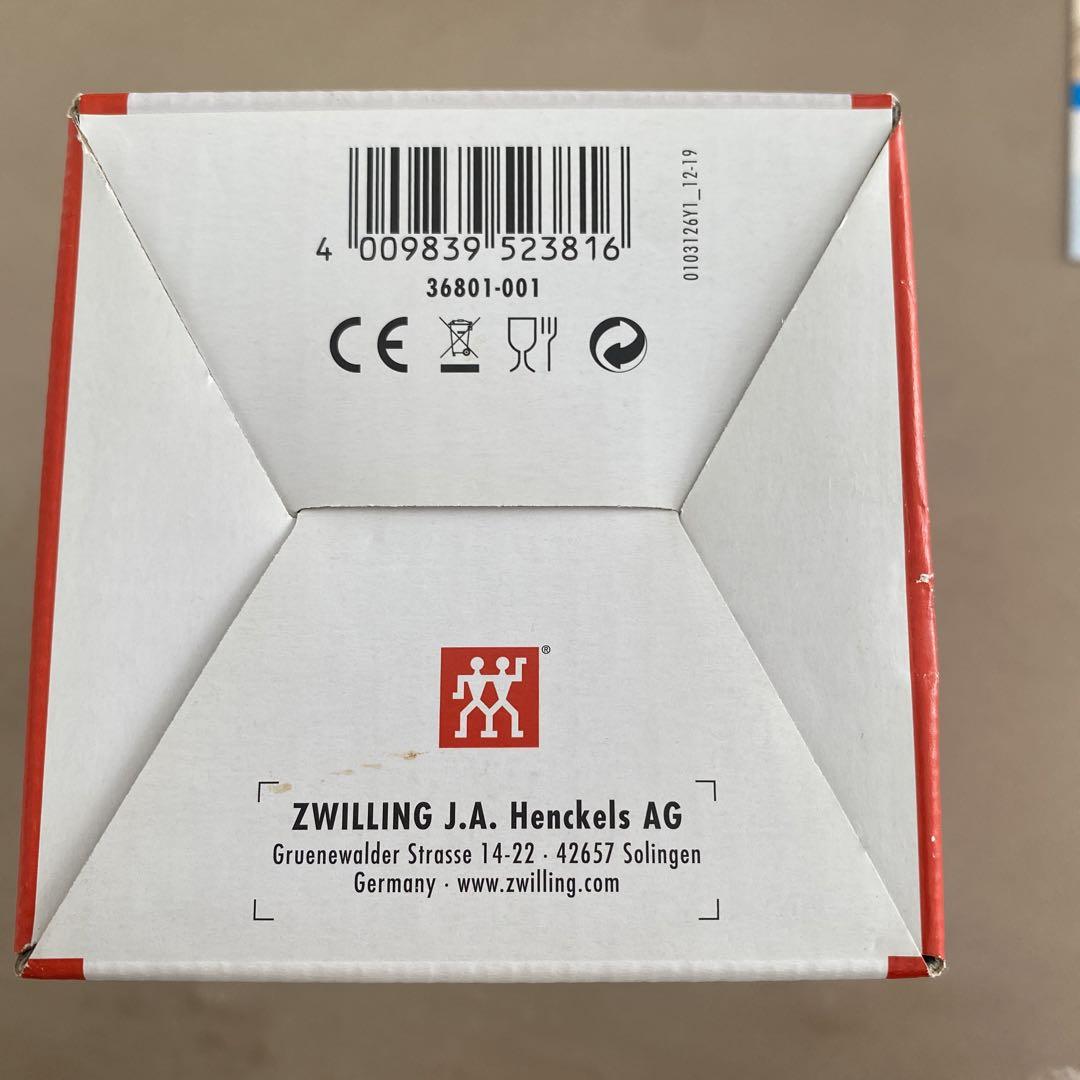 4 009839 523816
36801-001
0103126Y1_12-19
CE
®
ZWILLING J.A. Henckels AG
Gruenewalder Strasse 14-22 · 42657 Solingen
Germany · www.zwilling.com